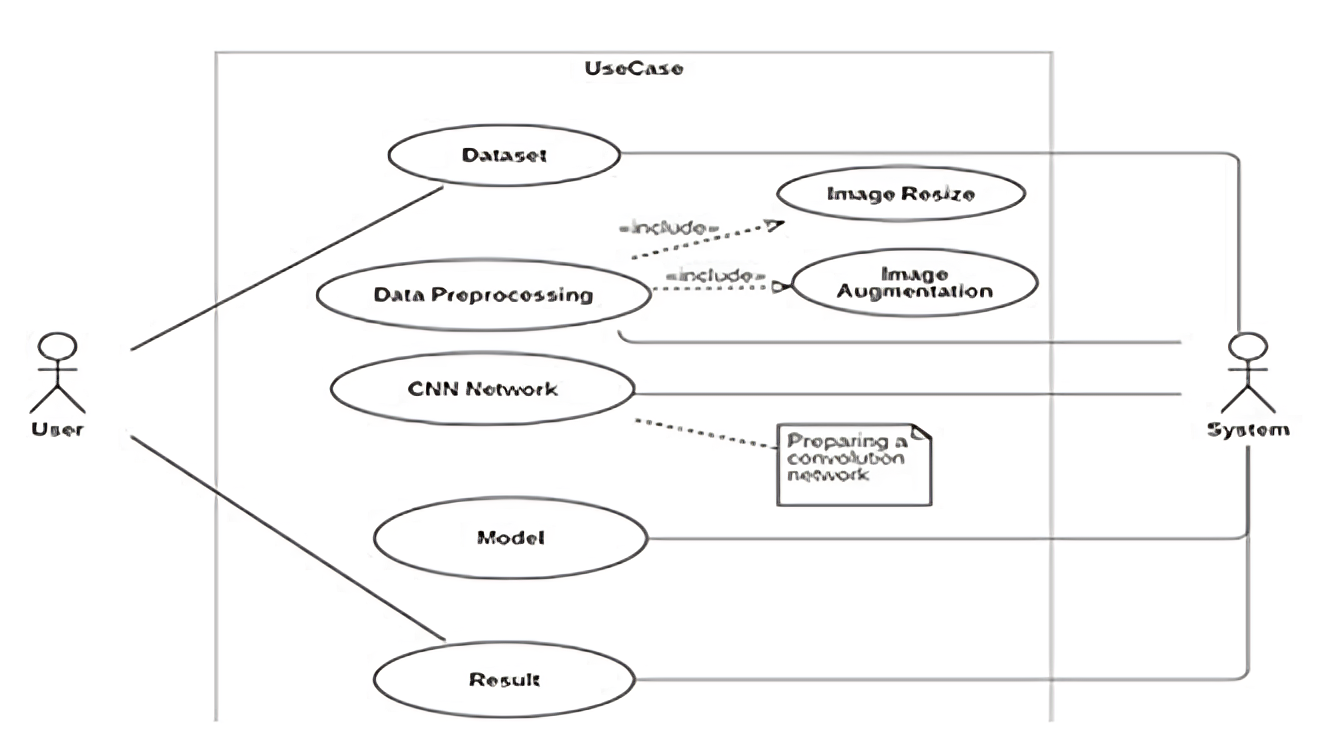 UseCase
Dataset
Image Resize
«include»
«include»
Image
Augmentation
Data Preprocessing
CNN Network
User
System
Preparing a
convolution
network
Model
Result